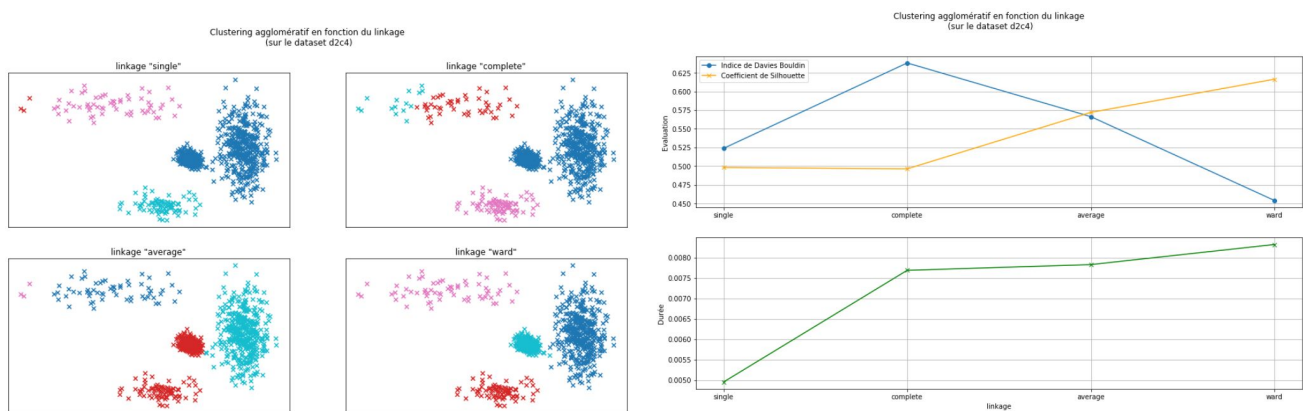 Clustering agglomératif en fonction du linkage
(sur le dataset d2c4)
linkage "single"
linkage "complete"
linkage "average"
linkage "ward"
Clustering agglomératif en fonction du linkage
(sur le dataset d2c4)
Indice de Davies Bouldin
Coefficient de Silhouette
Evaluation
0.625
0.600
0.575
0.550
0.525
0.500
0.475
0.450
single
complete
average
ward
Durée
0.0080
0.0075
0.0070
0.0065
0.0060
0.0055
0.0050
single
complete
average
ward
linkage